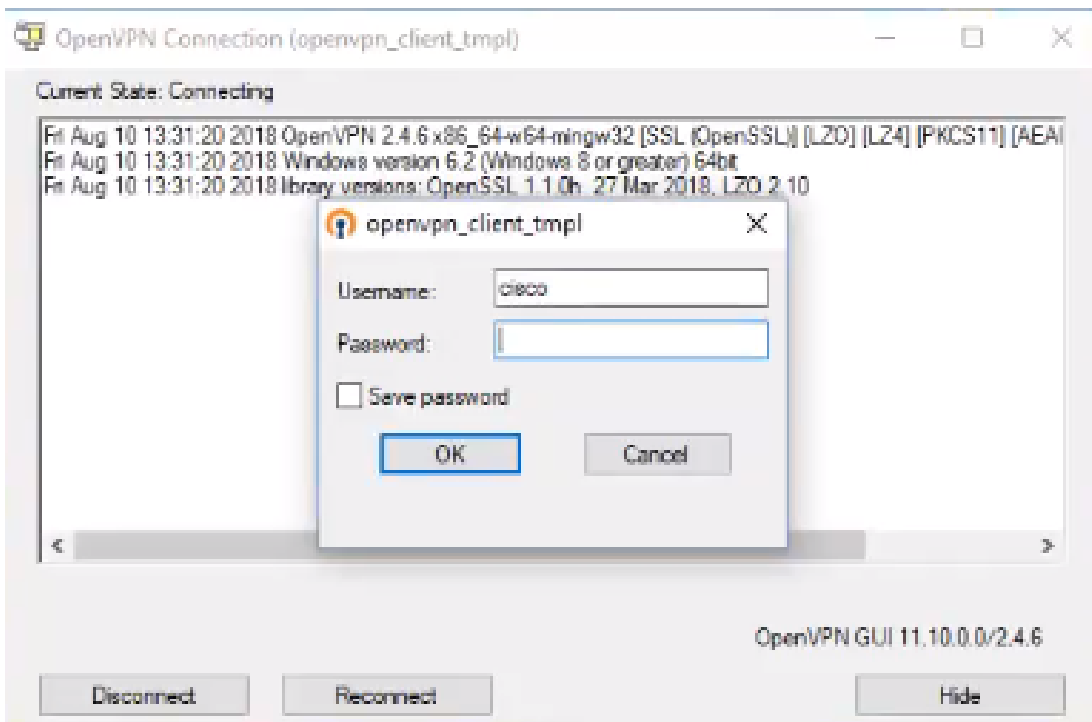 OpenVPN Connection (openvpn_client_tmpl)
Current State: Connecting
Fri Aug 10 13:31:20 2018 OpenVPN 2.4.6 x86_64-w64-mingw32 [SSL (OpenSSL)] [LZO] [LZ4] [PKCS11] [AEA
Fri Aug 10 13:31:20 2018 Windows version 6.2 (Windows 8 or greater) 64bit
Fri Aug 10 13:31:20 2018 library versions: OpenSSL 1.1.0h 27 Mar 2018, LZO 2.10
openvpn_client_tmpl
Username: cisco
Password:
Save password
OK Cancel
OpenVPN GUI 11.10.0.0/2.4.6
Disconnect Reconnect Hide